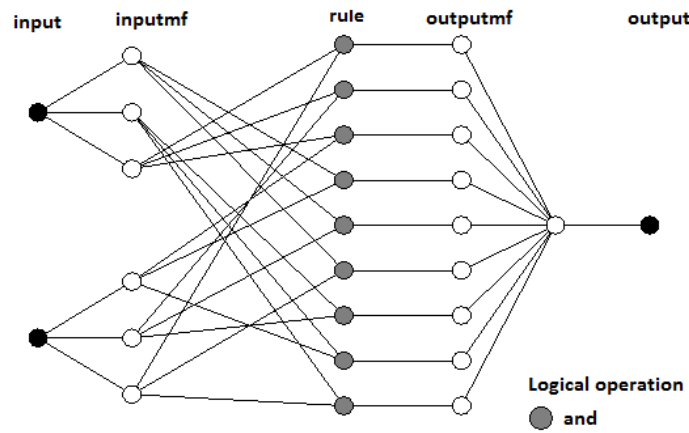 input
inputmf
rule
outputmf
output
Logical operation
and